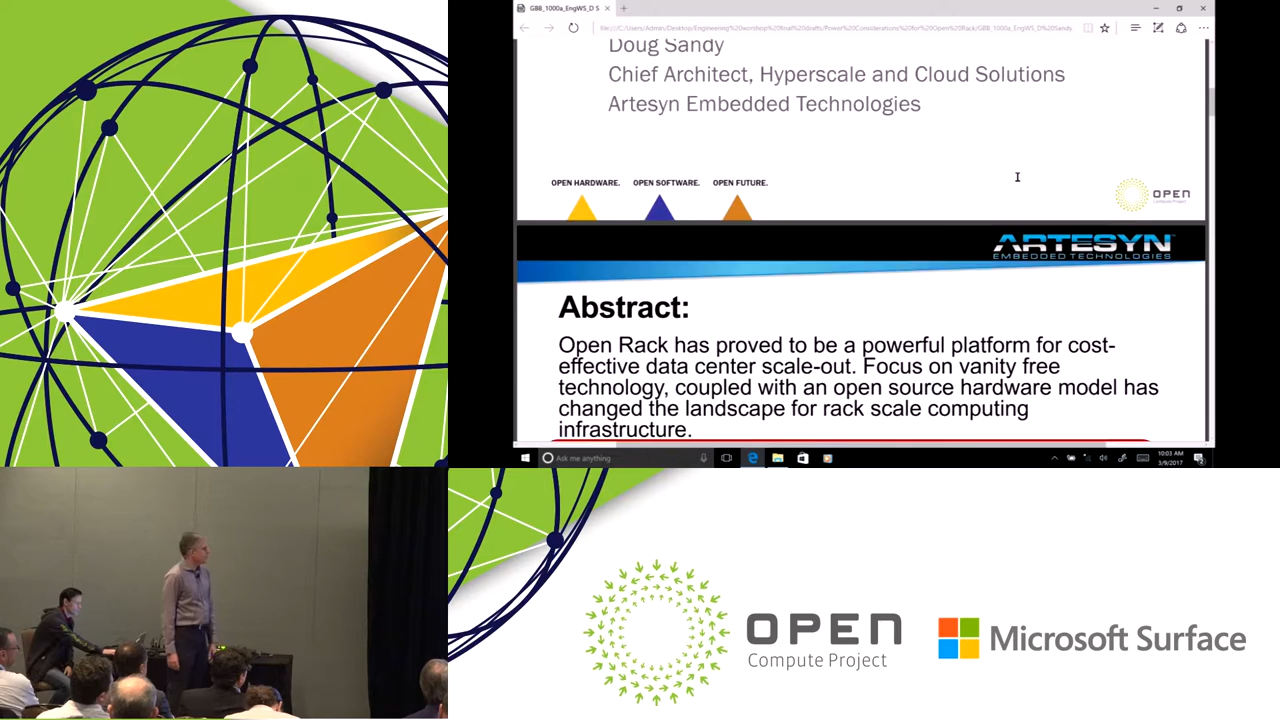 GBB_1000a_EngWS_D S
file:///C:/Users/Admin/Desktop/Engineering%20worshop%20final%20drafts/Power%20Considerations%20for%20Open%20Rack/GBB_1000a_EngWS_D%20Sandy.
Doug Sandy
Chief Architect, Hyperscale and Cloud Solutions
Artesyn Embedded Technologies
OPEN HARDWARE. OPEN SOFTWARE. OPEN FUTURE.
OPEN
Compute Project
ARTESYN
EMBEDDED TECHNOLOGIES
Abstract:
Open Rack has proved to be a powerful platform for cost-
effective data center scale-out. Focus on vanity free
technology, coupled with an open source hardware model has
changed the landscape for rack scale computing
infrastructure.
Ask me anything
10:03 AM
3/9/2017
OPEN
Compute Project
Microsoft Surface